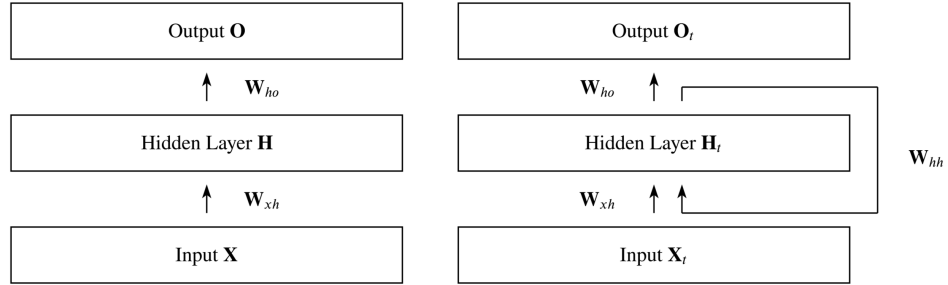 Output O
W_ho
Hidden Layer H
W_xh
Input X
Output O_t
W_ho
Hidden Layer H_t
W_hh
W_xh
Input X_t